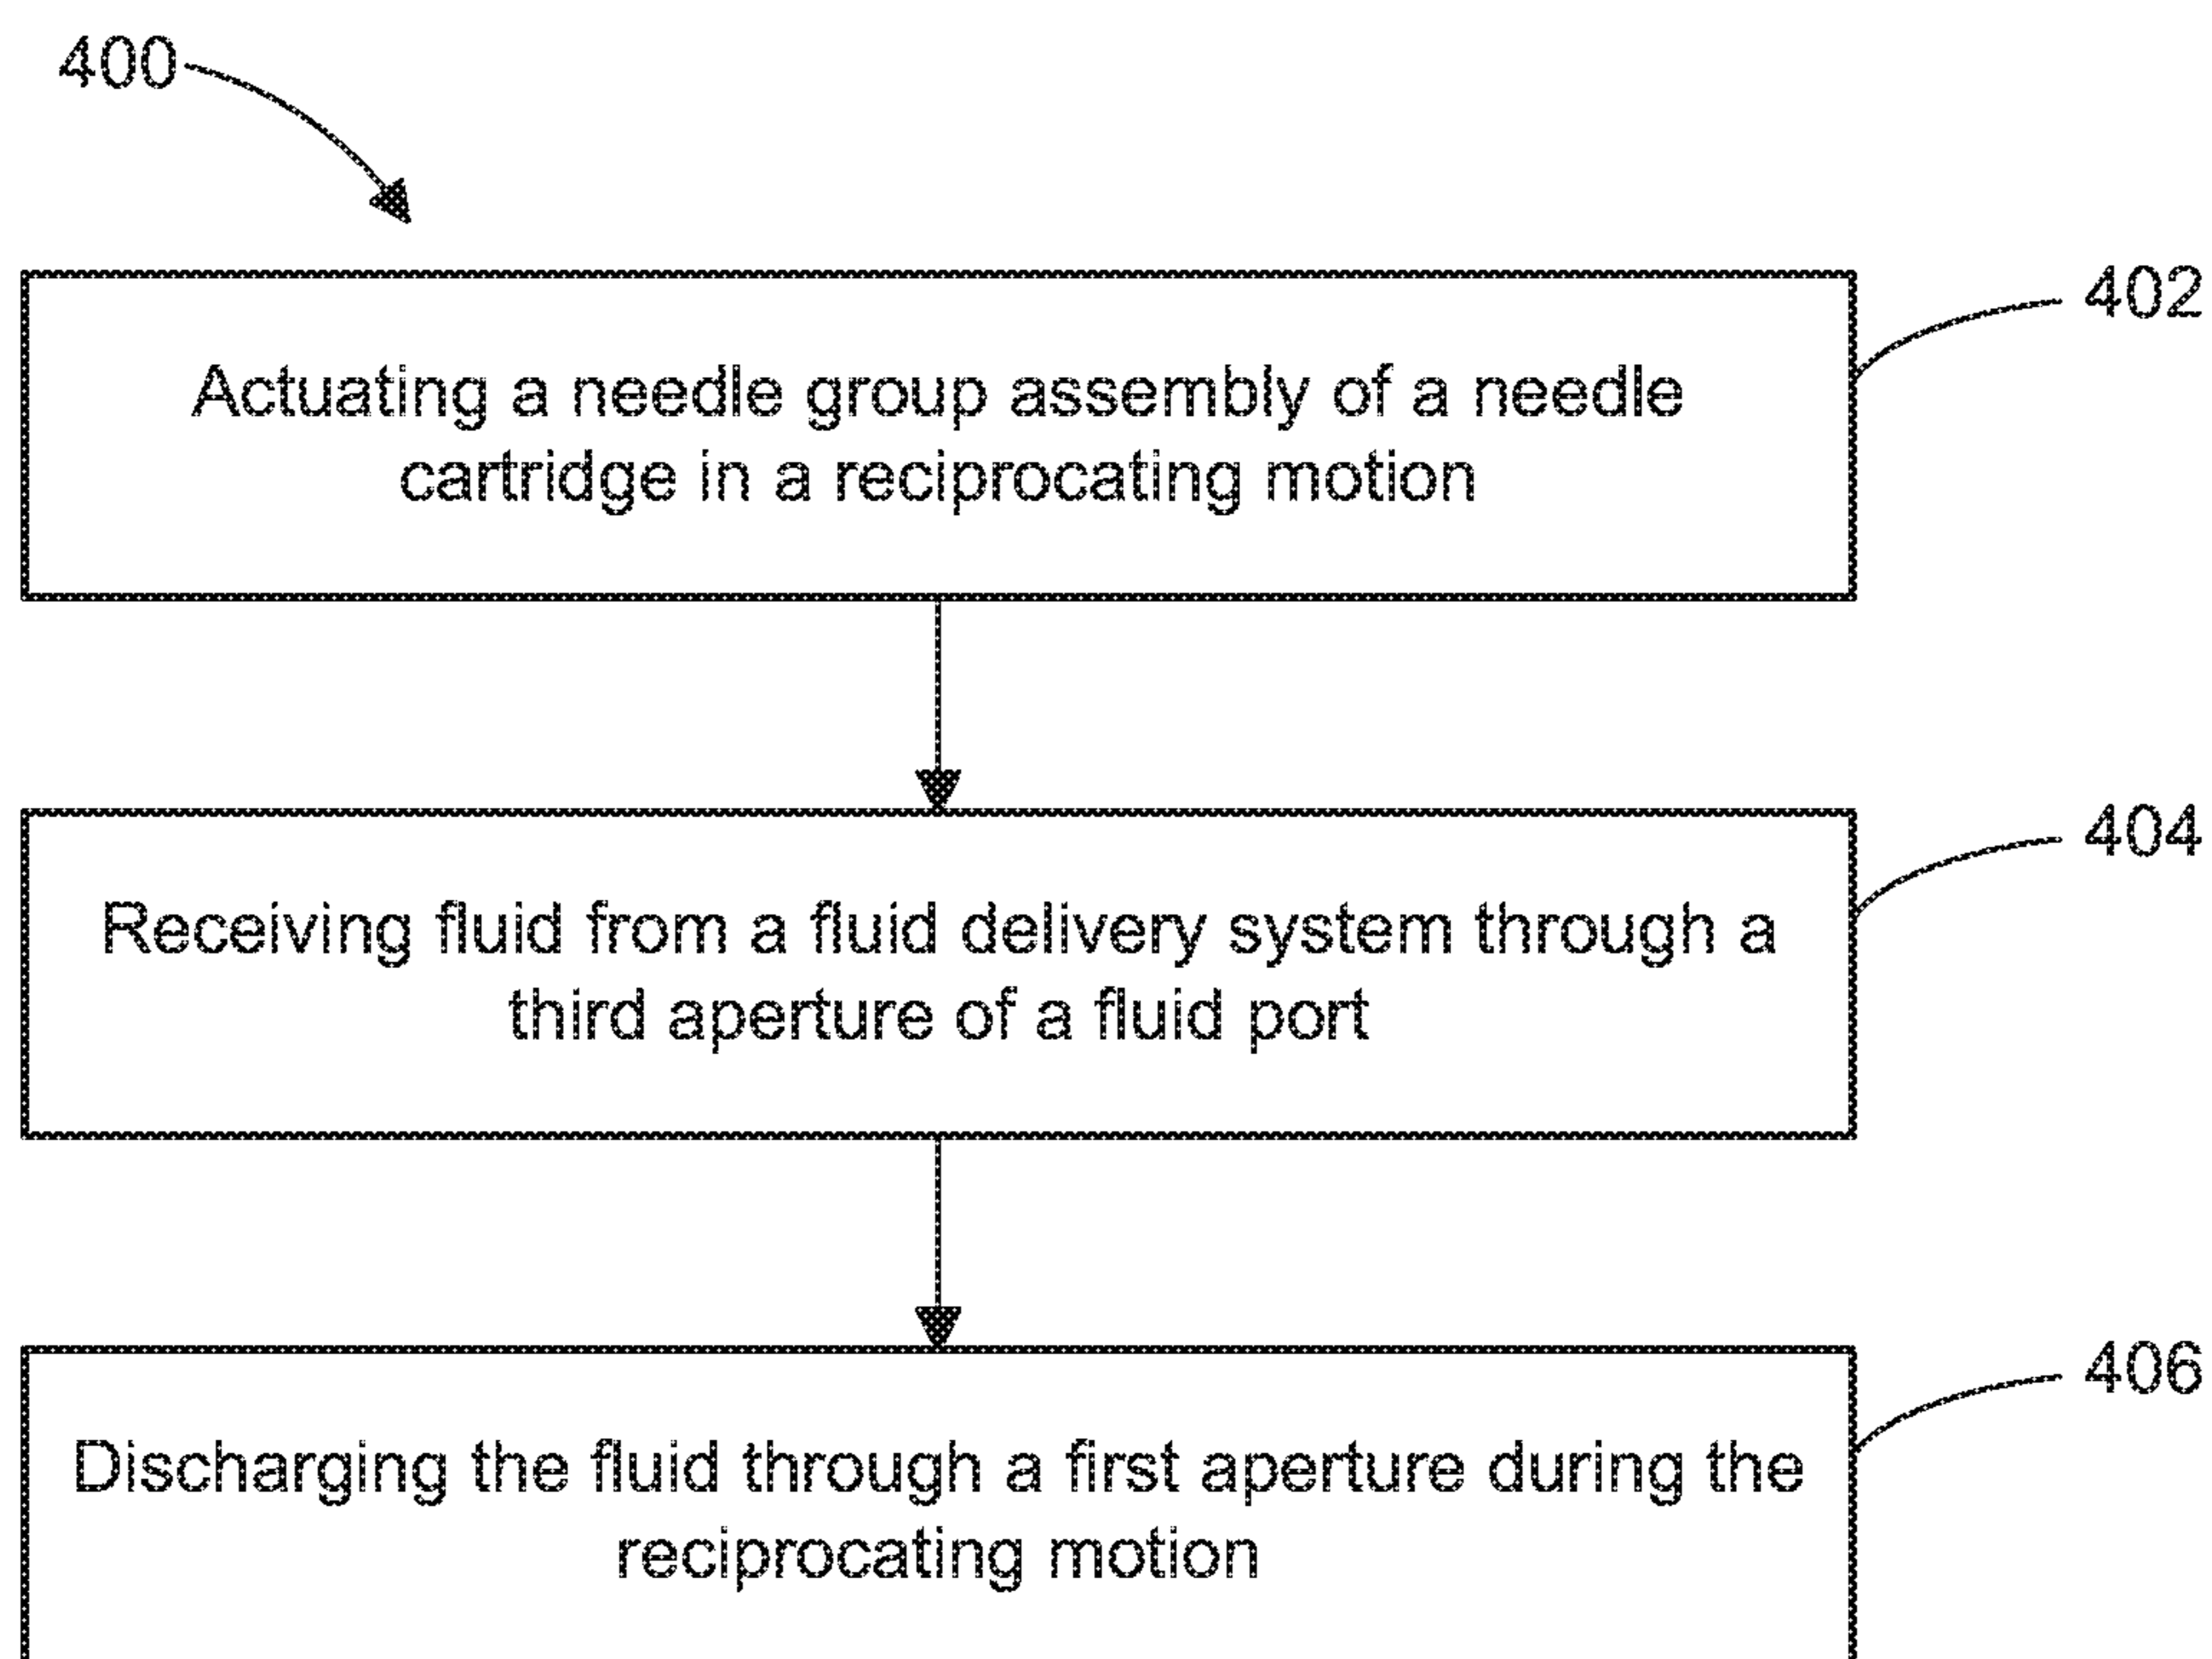 400
402
Actuating a needle group assembly of a needle
cartridge in a reciprocating motion
404
Receiving fluid from a fluid delivery system through a
third aperture of a fluid port
406
Discharging the fluid through a first aperture during the
reciprocating motion